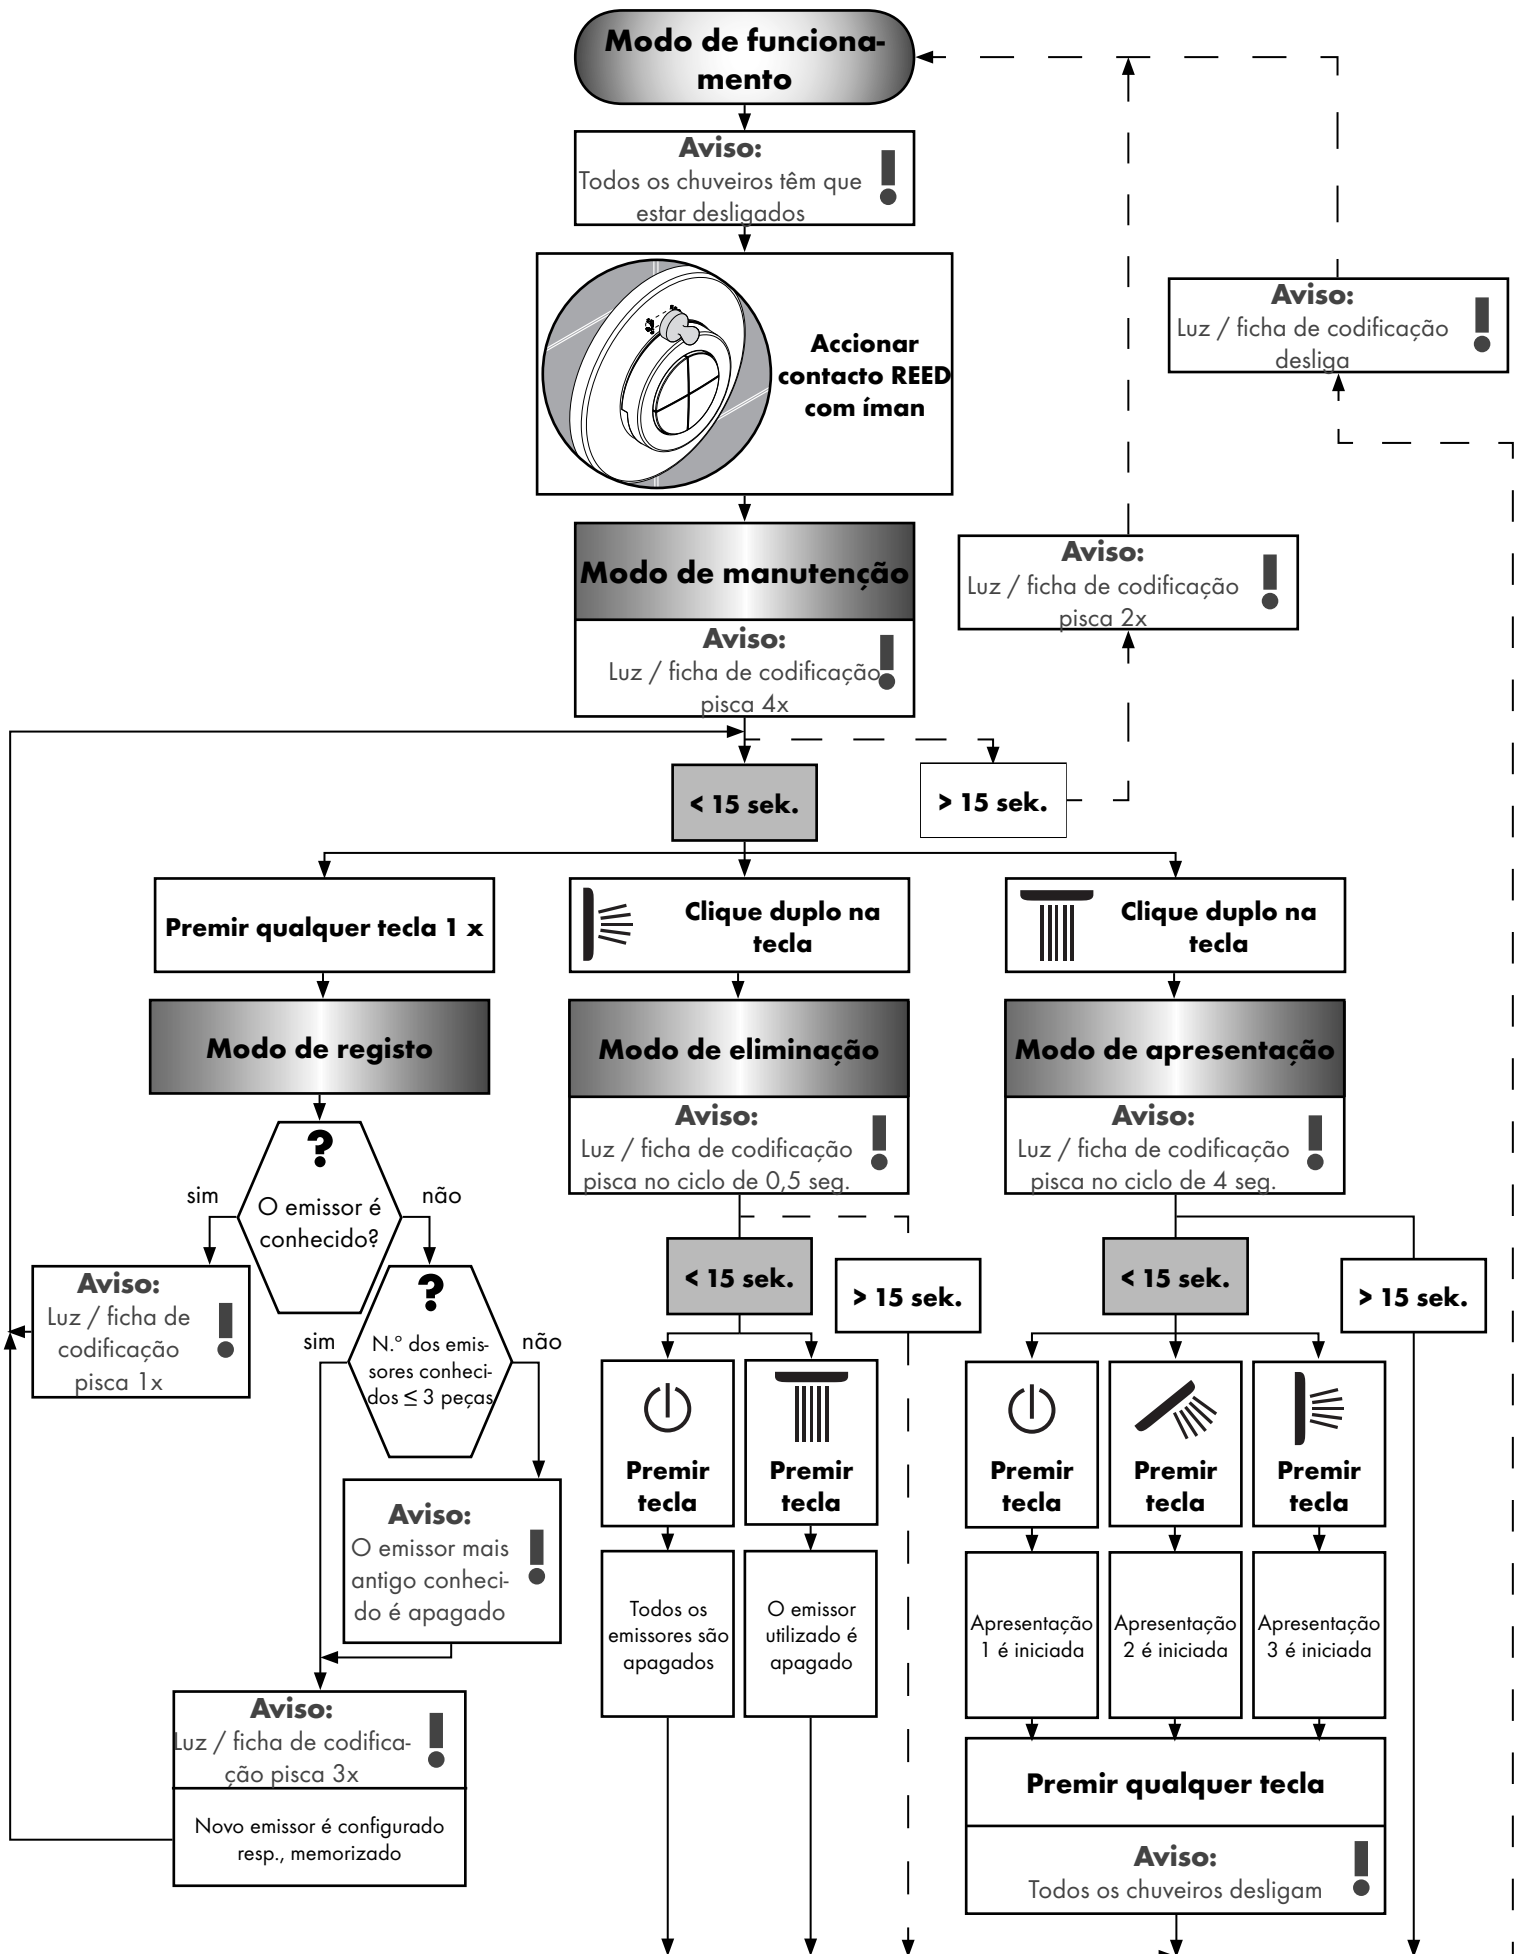 Modo de funciona-
mento
Aviso:
Todos os chuveiros têm que
estar desligados
Accionar
contacto REED
com íman
Aviso:
Luz / ficha de codificação
desliga
Modo de manutenção
Aviso:
Luz / ficha de codificação
pisca 4x
Aviso:
Luz / ficha de codificação
pisca 2x
< 15 sek.
> 15 sek.
Premir qualquer tecla 1 x
Clique duplo na
tecla
Clique duplo na
tecla
Modo de registo
Modo de eliminação
Aviso:
Luz / ficha de codificação
pisca no ciclo de 0,5 seg.
Modo de apresentação
Aviso:
Luz / ficha de codificação
pisca no ciclo de 4 seg.
?
sim
não
O emissor é
conhecido?
Aviso:
Luz / ficha de
codificação
pisca 1x
?
sim
não
N.º dos emis-
sores conheci-
dos ≤ 3 peças
< 15 sek.
> 15 sek.
< 15 sek.
> 15 sek.
Premir
tecla
Premir
tecla
Premir
tecla
Premir
tecla
Premir
tecla
Aviso:
O emissor mais
antigo conheci-
do é apagado
Todos os
emissores são
apagados
O emissor
utilizado é
apagado
Apresentação
1 é iniciada
Apresentação
2 é iniciada
Apresentação
3 é iniciada
Aviso:
Luz / ficha de codifica-
ção pisca 3x
Novo emissor é configurado
resp., memorizado
Premir qualquer tecla
Aviso:
Todos os chuveiros desligam